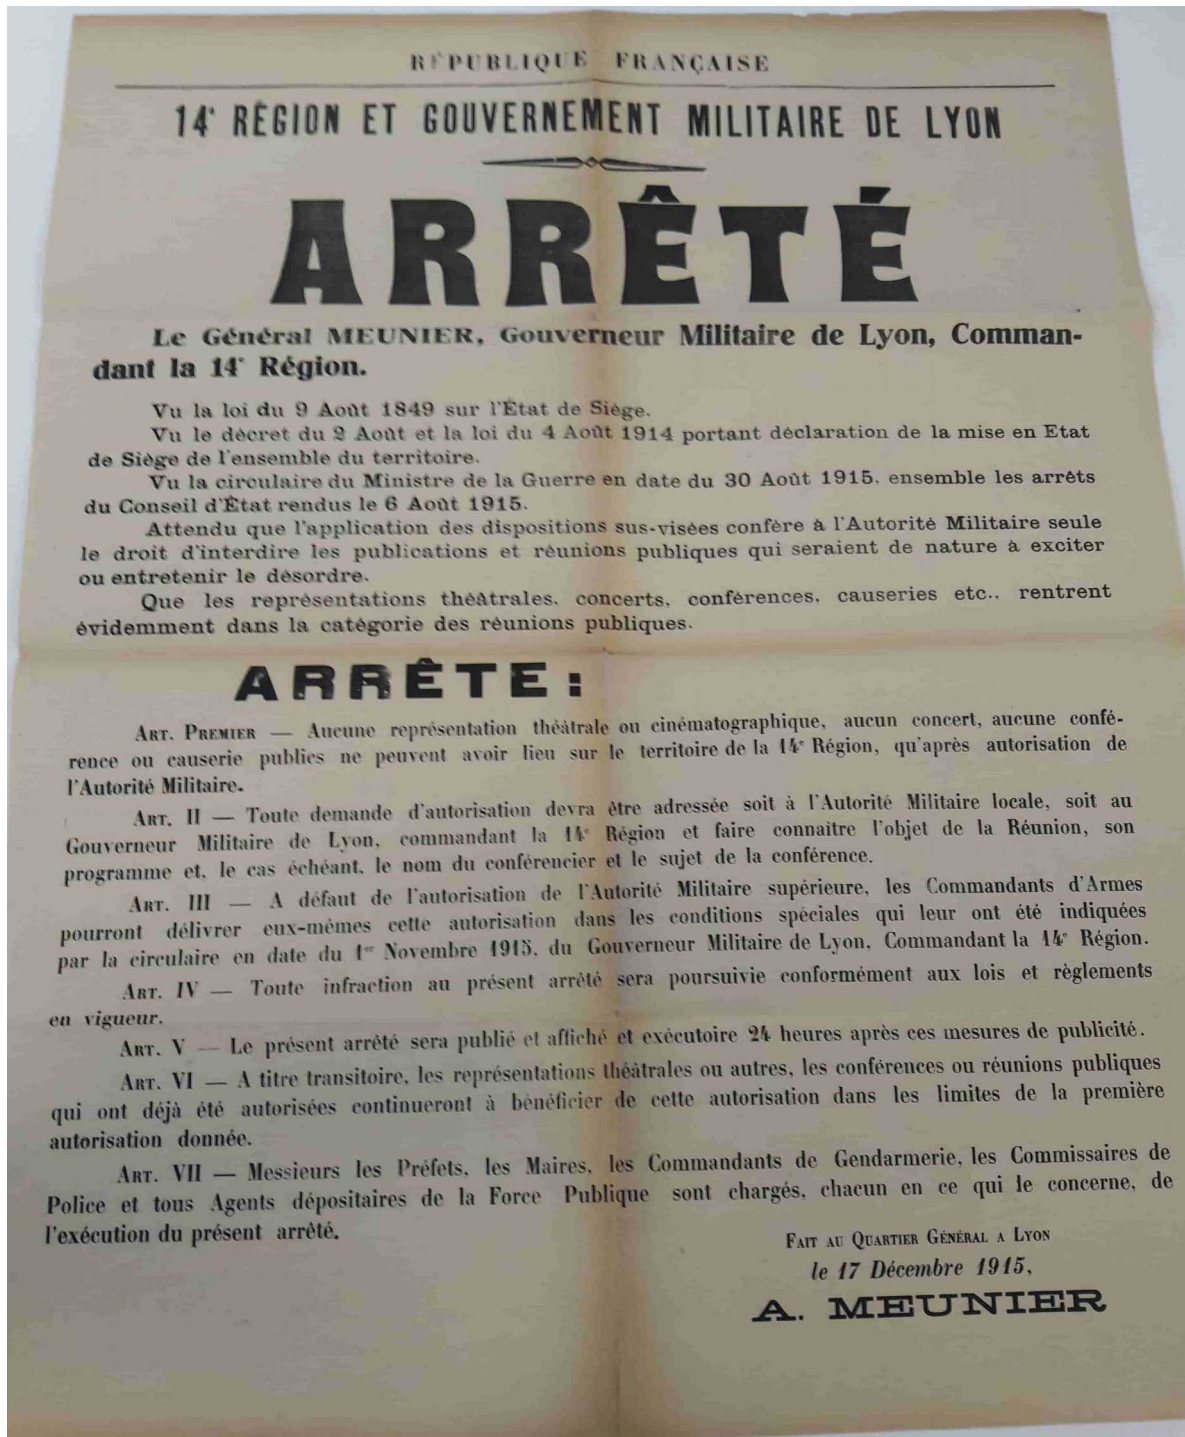 RÉPUBLIQUE FRANÇAISE
14e RÉGION ET GOUVERNEMENT MILITAIRE DE LYON
ARRÊTÉ
Le Général MEUNIER, Gouverneur Militaire de Lyon, Comman-
dant la 14e Région.
Vu la loi du 9 Août 1849 sur l'État de Siège.
Vu le décret du 2 Août et la loi du 4 Août 1914 portant déclaration de la mise en Etat
de Siège de l'ensemble du territoire.
Vu la circulaire du Ministre de la Guerre en date du 30 Août 1915, ensemble les arrêts
du Conseil d'État rendus le 6 Août 1915.
Attendu que l'application des dispositions sus-visées confère à l'Autorité Militaire seule
le droit d'interdire les publications et réunions publiques qui seraient de nature à exciter
ou entretenir le désordre.
Que les représentations théâtrales, concerts, conférences, causeries etc.. rentrent
évidemment dans la catégorie des réunions publiques.
ARRÊTE :
ART. PREMIER — Aucune représentation théâtrale ou cinématographique, aucun concert, aucune confé-
rence ou causerie publics ne peuvent avoir lieu sur le territoire de la 14e Région, qu'après autorisation de
l'Autorité Militaire.
ART. II — Toute demande d'autorisation devra être adressée soit à l'Autorité Militaire locale, soit au
Gouverneur Militaire de Lyon, commandant la 14e Région et faire connaître l'objet de la Réunion, son
programme et, le cas échéant, le nom du conférencier et le sujet de la conférence.
ART. III — A défaut de l'autorisation de l'Autorité Militaire supérieure, les Commandants d'Armes
pourront délivrer eux-mêmes cette autorisation dans les conditions spéciales qui leur ont été indiquées
par la circulaire en date du 1er Novembre 1915, du Gouverneur Militaire de Lyon, Commandant la 14e Région.
ART. IV — Toute infraction au présent arrêté sera poursuivie conformément aux lois et règlements
en vigueur.
ART. V — Le présent arrêté sera publié et affiché et exécutoire 24 heures après ces mesures de publicité.
ART. VI — A titre transitoire, les représentations théâtrales ou autres, les conférences ou réunions publiques
qui ont déjà été autorisées continueront à bénéficier de cette autorisation dans les limites de la première
autorisation donnée.
ART. VII — Messieurs les Préfets, les Maires, les Commandants de Gendarmerie, les Commissaires de
Police et tous Agents dépositaires de la Force Publique sont chargés, chacun en ce qui le concerne, de
l'exécution du présent arrêté.
FAIT AU QUARTIER GÉNÉRAL A LYON
le 17 Décembre 1915,
A. MEUNIER